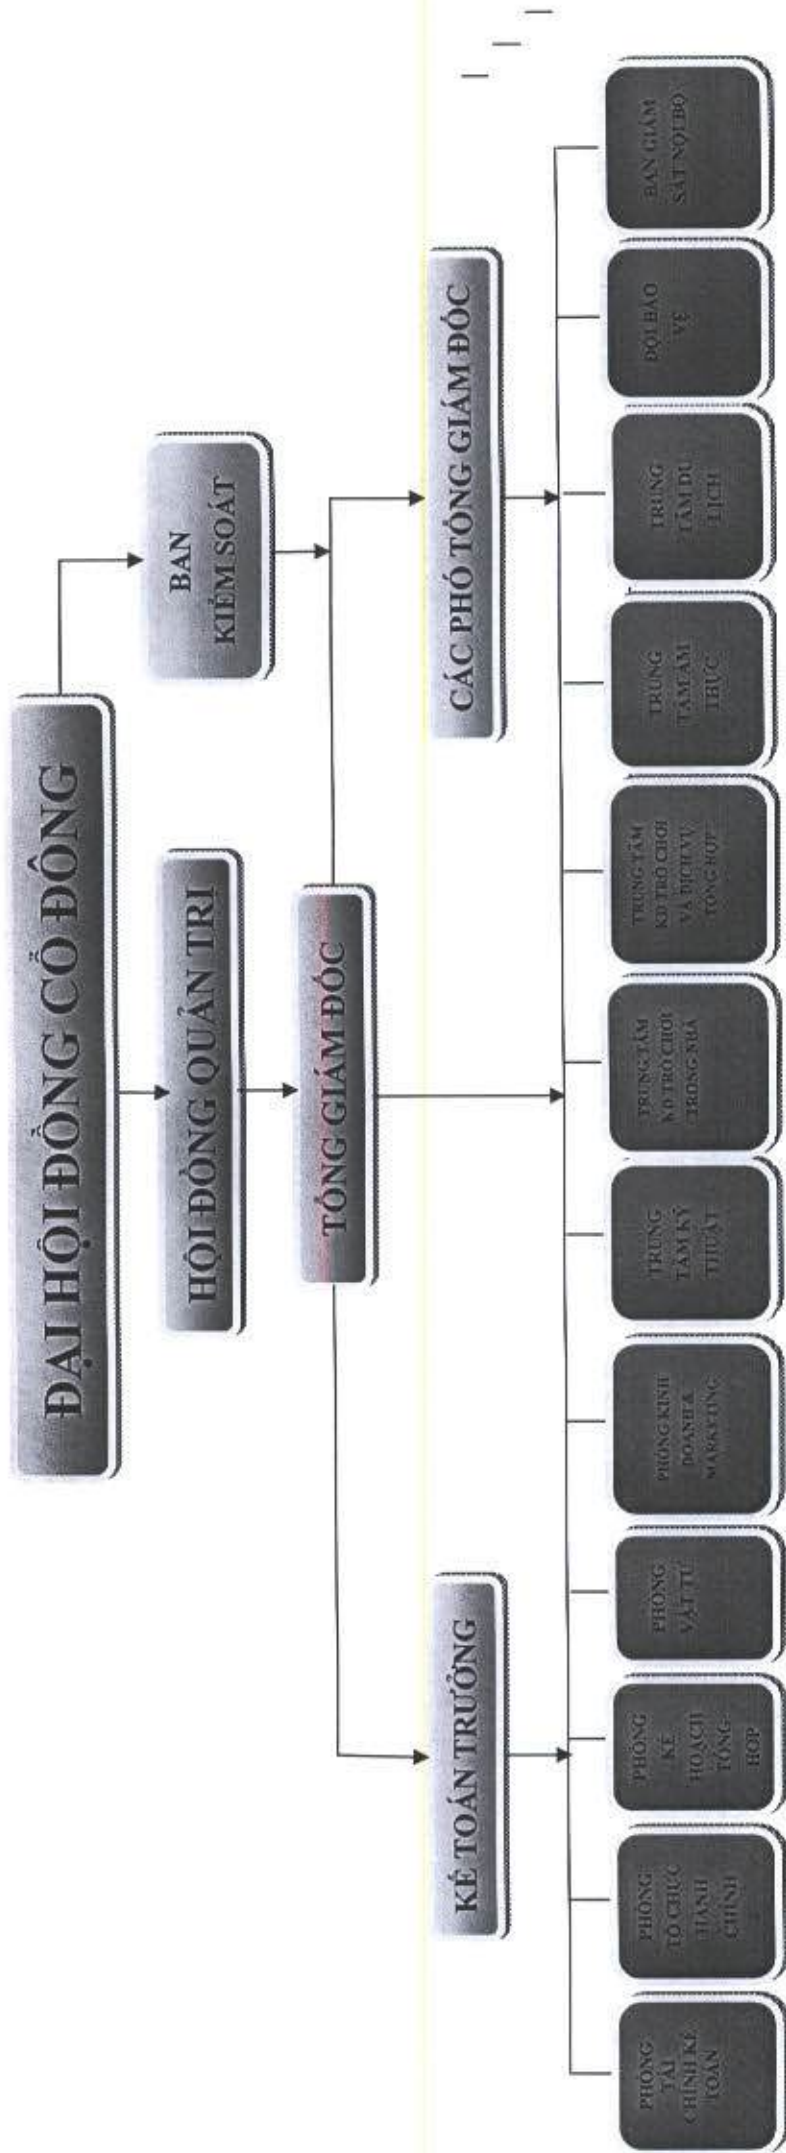 ĐẠI HỘI ĐỒNG CỔ ĐÔNG
HỘI ĐỒNG QUẢN TRỊ
BAN
KIỂM SOÁT
TỔNG GIÁM ĐỐC
KẾ TOÁN TRƯỞNG
CÁC PHÓ TỔNG GIÁM ĐỐC
PHÒNG
TÀI
CHÍNH KẾ
TOÁN
PHÒNG
TỔ CHỨC
HÀNH
CHÍNH
PHÒNG
KẾ
HOẠCH
TỔNG
HỢP
PHÒNG
VẬT TƯ
PHÒNG KINH
DOANH &
MARKETING
TRUNG
TÂM KỸ
THUẬT
TRUNG TÂM
KD TRÒ CHƠI
TRONG NHÀ
TRUNG TÂM
KD TRÒ CHƠI
VÀ DỊCH VỤ
TỔNG HỢP
TRUNG
TÂM ẨM
THỰC
TRUNG
TÂM DU
LỊCH
ĐỘI BẢO
VỆ
BAN GIÁM
SÁT NỘI BỘ